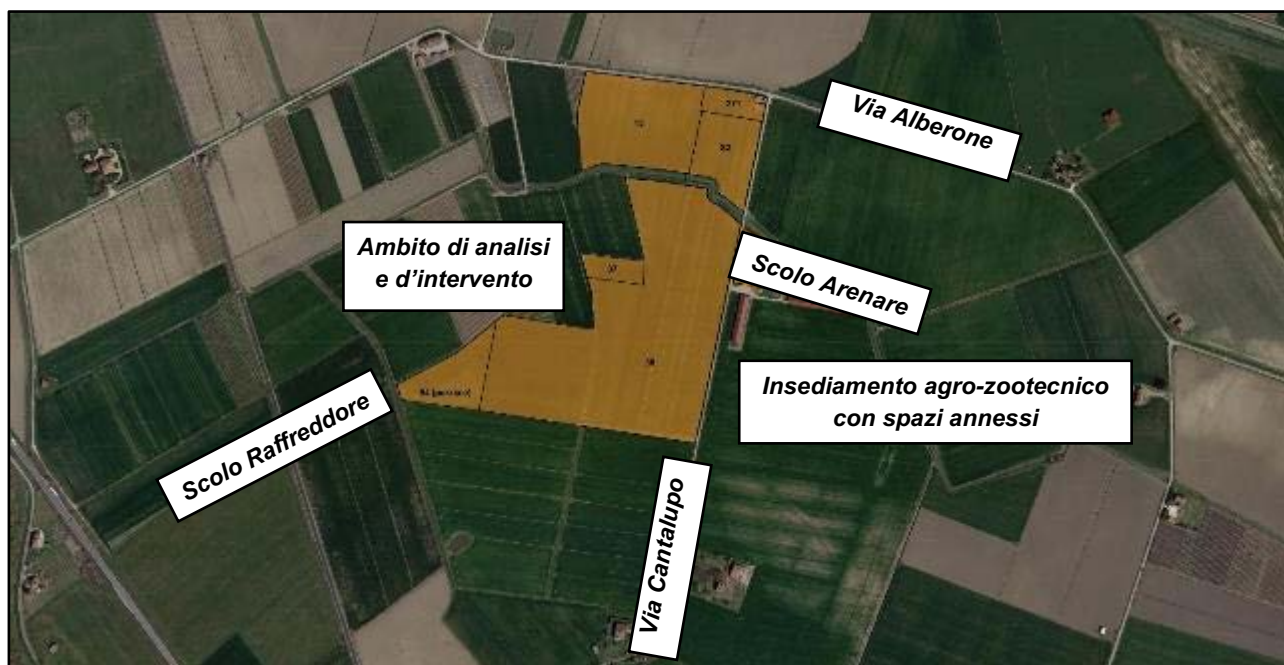 Via Alberone
Ambito di analisi
e d'intervento
Scolo Arenare
Insediamento agro-zootecnico
con spazi annessi
Scolo Raffreddore
Via Cantalupo